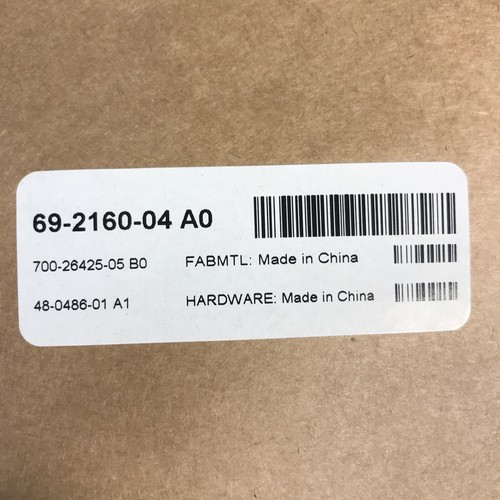 69-2160-04 A0
700-26425-05 B0 FABMTL: Made in China
48-0486-01 A1 HARDWARE: Made in China